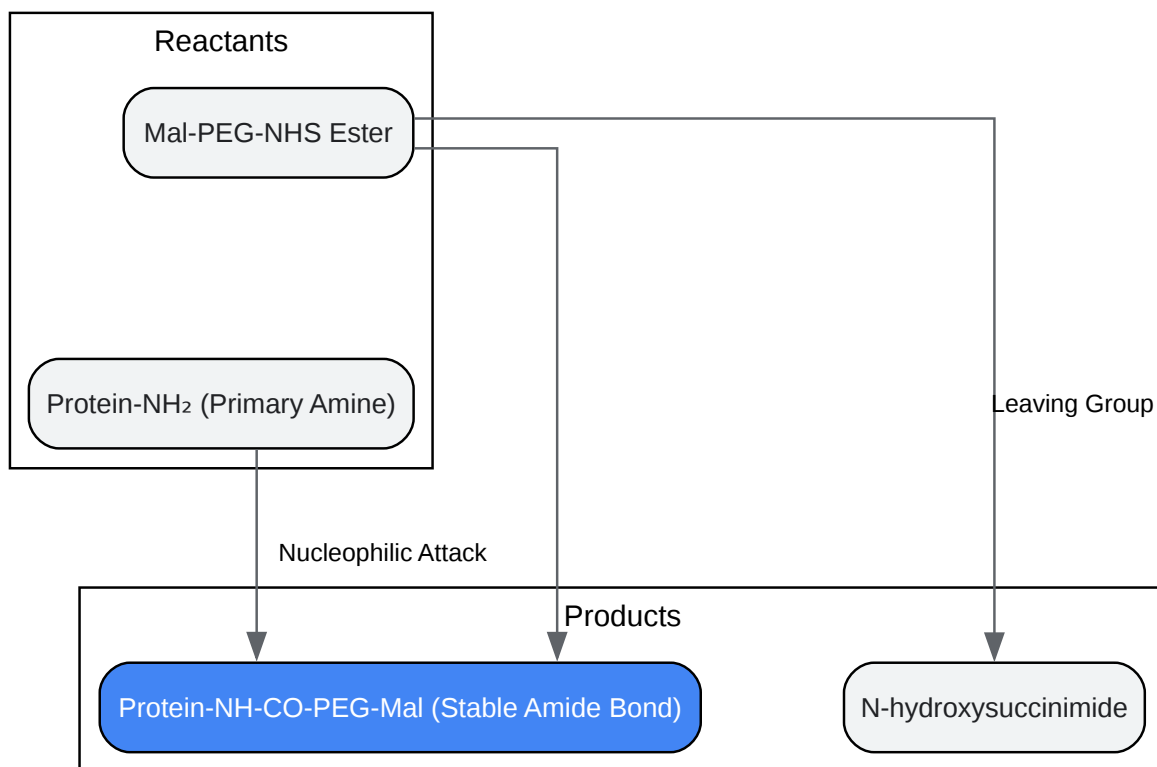 Reactants
Mal-PEG-NHS Ester
Protein-NH₂ (Primary Amine)
Leaving Group
Nucleophilic Attack
Products
Protein-NH-CO-PEG-Mal (Stable Amide Bond)
N-hydroxysuccinimide